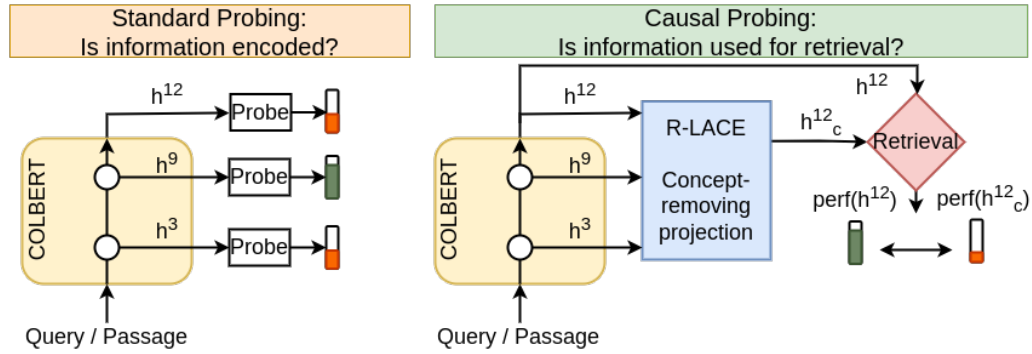 Standard Probing:
Is information encoded?
h¹²
Probe
h⁹
Probe
h³
Probe
COLBERT
Query / Passage
Causal Probing:
Is information used for retrieval?
h¹²
h¹²
R-LACE
Concept-
removing
projection
h¹²c
Retrieval
h⁹
h³
COLBERT
perf(h¹²)
perf(h¹²c)
Query / Passage